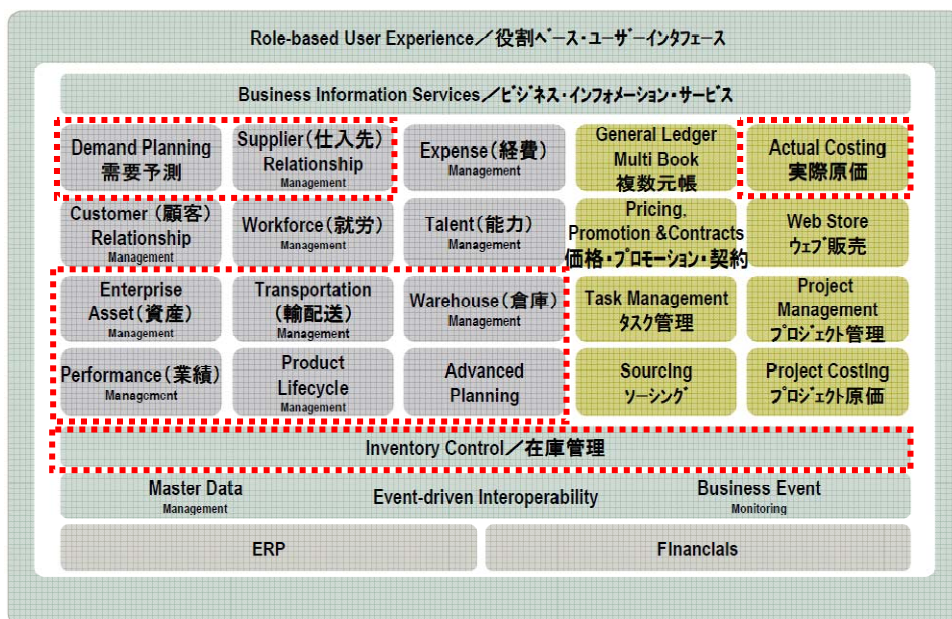 Role-based User Experience／役割ﾍﾞｰｽ・ﾕｰｻﾞｰｲﾝﾀﾌｪｰｽ
Business Information Services／ﾋﾞｼﾞﾈｽ・ｲﾝﾌｫﾒｰｼｮﾝ・ｻｰﾋﾞｽ
Demand Planning
需要予測
Supplier（仕入先）
Relationship
Management
Expense（経費）
Management
General Ledger
Multi Book
複数元帳
Actual Costing
実際原価
Customer（顧客）
Relationship
Management
Workforce（就労）
Management
Talent（能力）
Management
Pricing,
Promotion &Contracts
価格・ﾌﾟﾛﾓｰｼｮﾝ・契約
Web Store
ｳｪﾌﾞ販売
Enterprise
Asset（資産）
Management
Transportation
（輸配送）
Management
Warehouse（倉庫）
Management
Task Management
ﾀｽｸ管理
Project
Management
ﾌﾟﾛｼﾞｪｸﾄ管理
Performance（業績）
Management
Product
Lifecycle
Management
Advanced
Planning
Sourcing
ｿｰｼﾝｸﾞ
Project Costing
ﾌﾟﾛｼﾞｪｸﾄ原価
Inventory Control／在庫管理
Master Data
Management
Event-driven Interoperability
Business Event
Monitoring
ERP
Financials